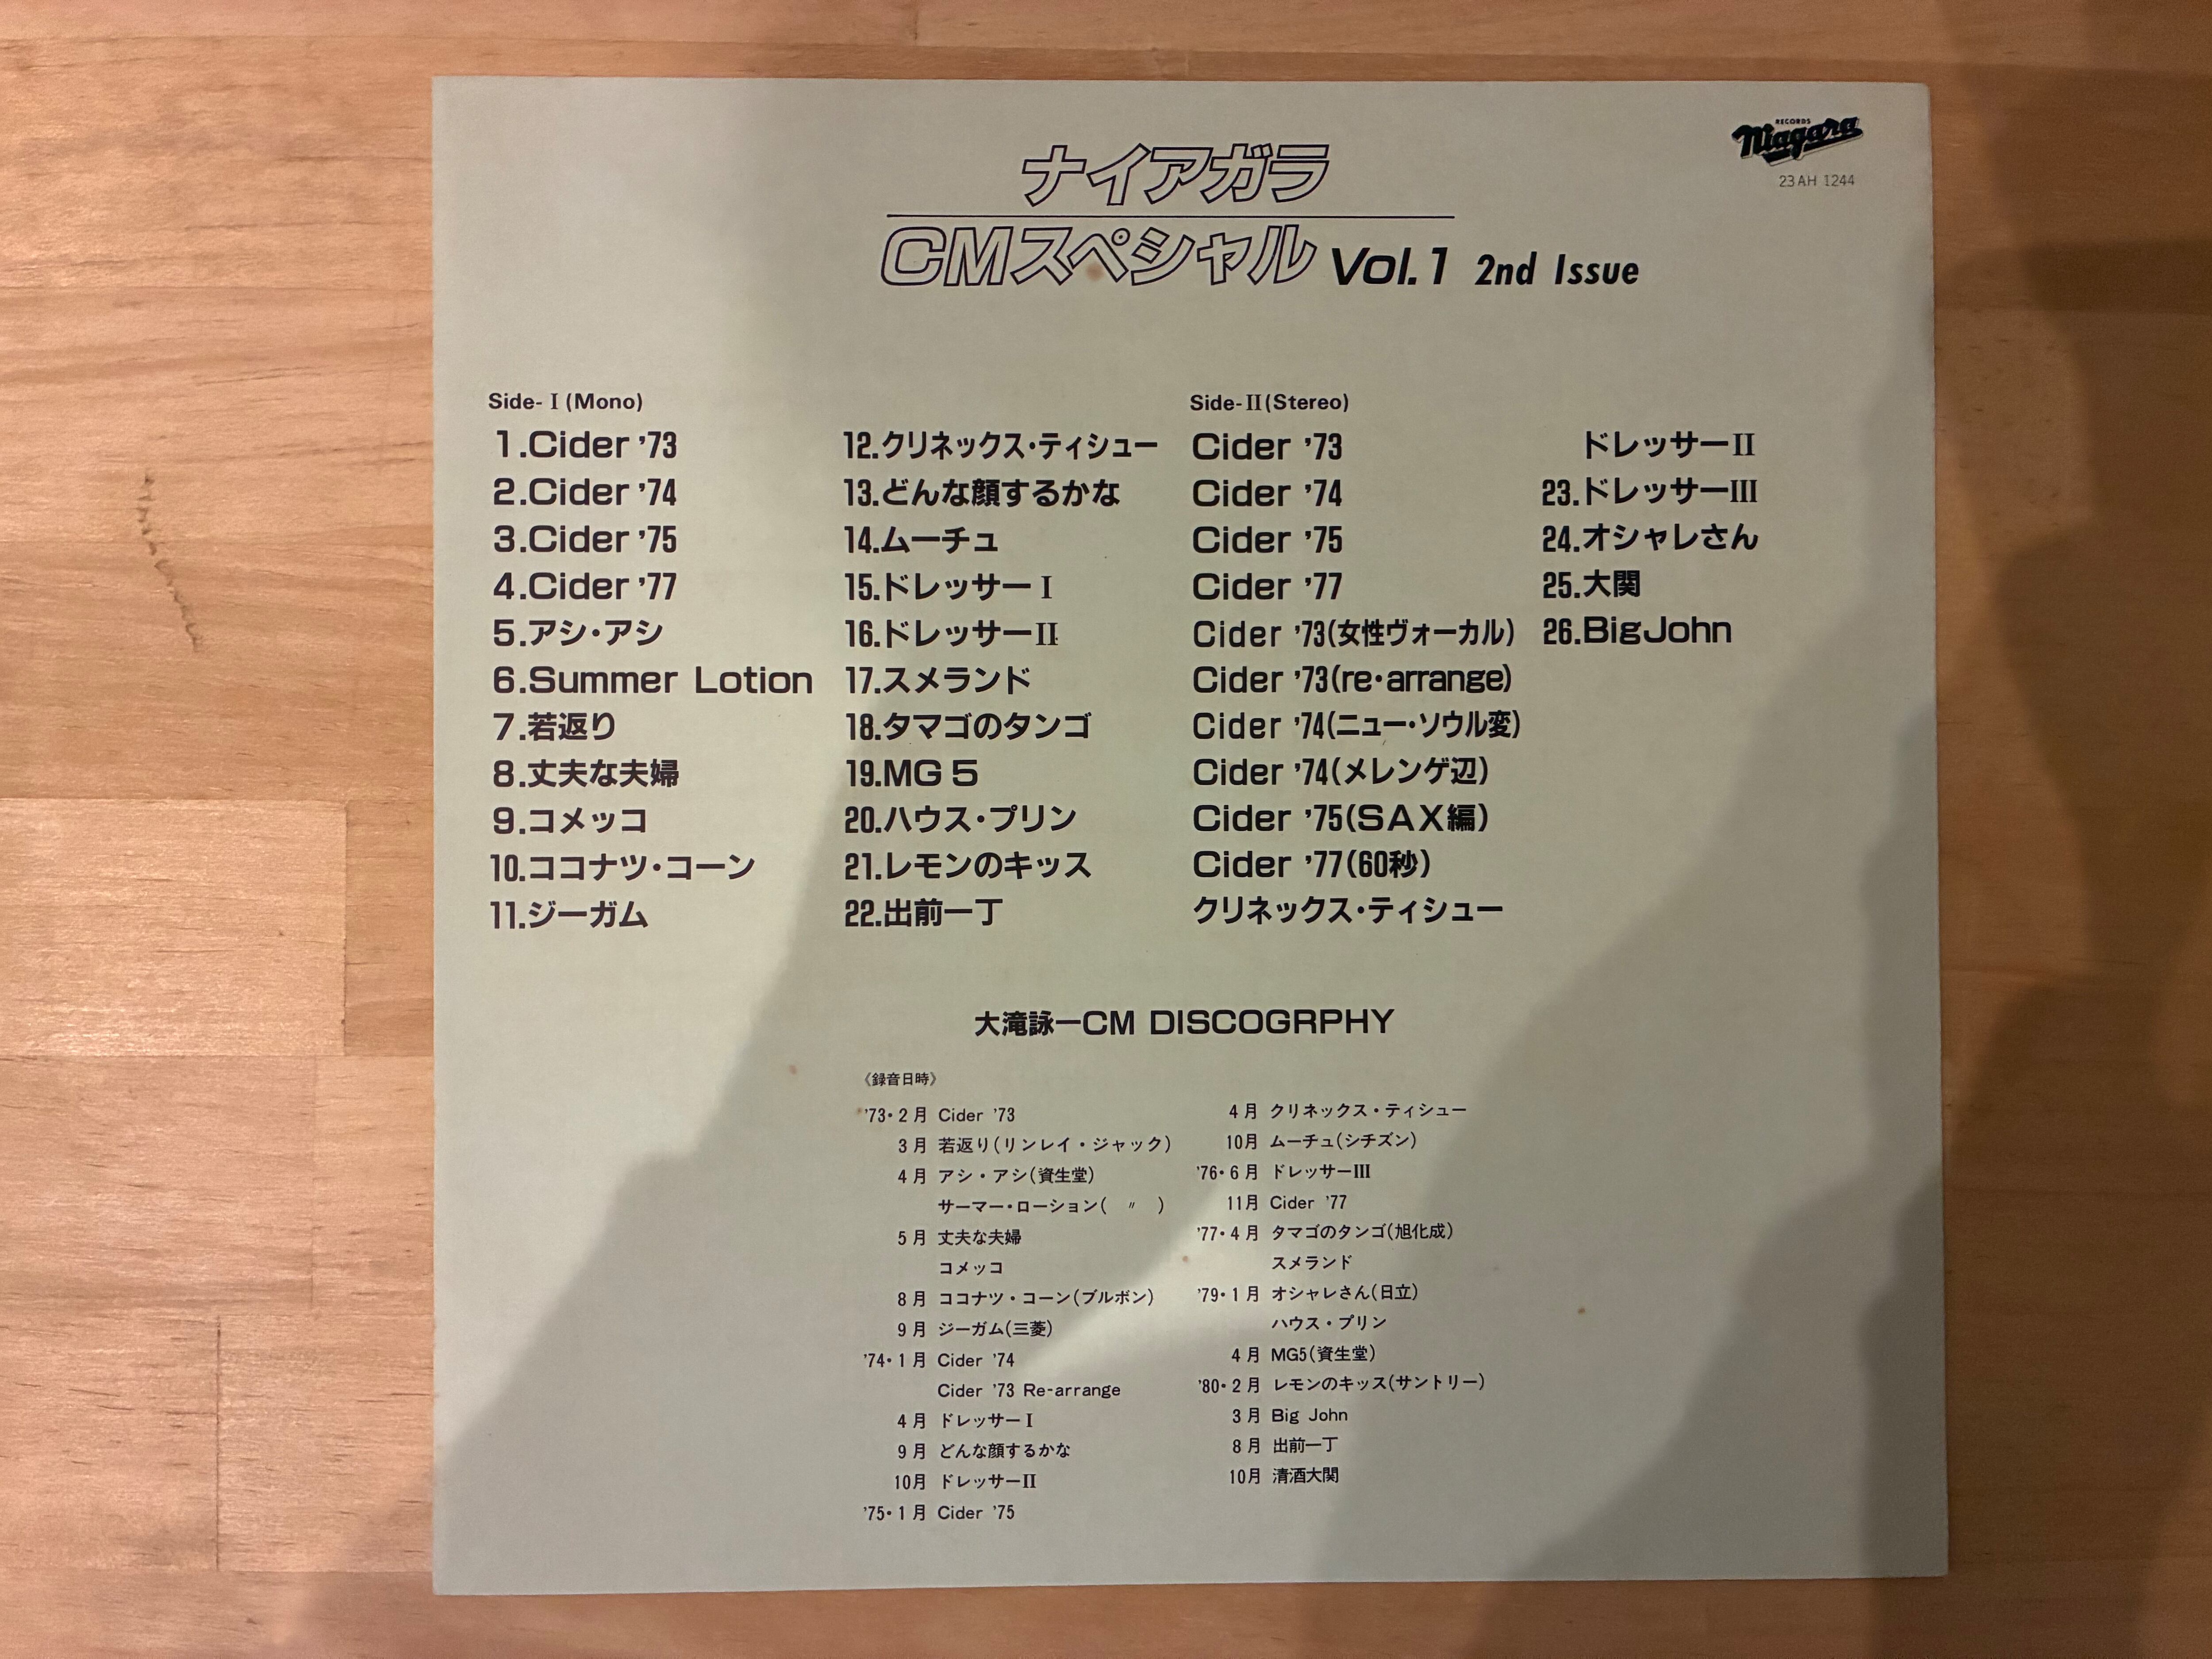 RECORDS
Niagara
23AH 1244
ナイアガラ
CMスペシャル Vol.1 2nd Issue
Side-Ⅰ(Mono)
1.Cider '73
2.Cider '74
3.Cider '75
4.Cider '77
5.アシ・アシ
6.Summer Lotion
7.若返り
8.丈夫な夫婦
9.コメッコ
10.ココナツ・コーン
11.ジーガム
12.クリネックス・ティシュー
13.どんな顔するかな
14.ムーチュ
15.ドレッサーⅠ
16.ドレッサーⅡ
17.スメランド
18.タマゴのタンゴ
19.MG5
20.ハウス・プリン
21.レモンのキッス
22.出前一丁
Side-Ⅱ(Stereo)
Cider '73
Cider '74
Cider '75
Cider '77
Cider '73(女性ヴォーカル)
Cider '73(re・arrange)
Cider '74(ニュー・ソウル変)
Cider '74(メレンゲ辺)
Cider '75(SAX編)
Cider '77(60秒)
クリネックス・ティシュー
ドレッサーⅡ
23.ドレッサーⅢ
24.オシャレさん
25.大関
26.BigJohn
大滝詠一CM DISCOGRPHY
《録音日時》
'73・2月 Cider '73
3月 若返り(リンレイ・ジャック)
4月 アシ・アシ(資生堂)
サーマー・ローション( 〃 )
5月 丈夫な夫婦
コメッコ
8月 ココナツ・コーン(ブルボン)
9月 ジーガム(三菱)
'74・1月 Cider '74
Cider '73 Re-arrange
4月 ドレッサーⅠ
9月 どんな顔するかな
10月 ドレッサーⅡ
'75・1月 Cider '75
4月 クリネックス・ティシュー
10月 ムーチュ(シチズン)
'76・6月 ドレッサーⅢ
11月 Cider '77
'77・4月 タマゴのタンゴ(旭化成)
スメランド
'79・1月 オシャレさん(日立)
ハウス・プリン
4月 MG5(資生堂)
'80・2月 レモンのキッス(サントリー)
3月 Big John
8月 出前一丁
10月 清酒大関